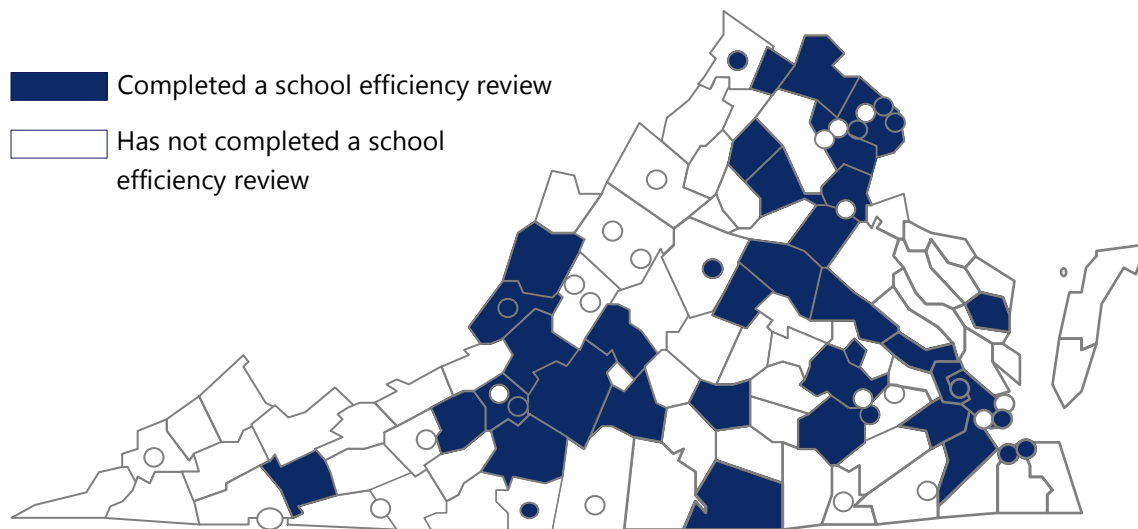 Completed a school efficiency review
Has not completed a school
efficiency review